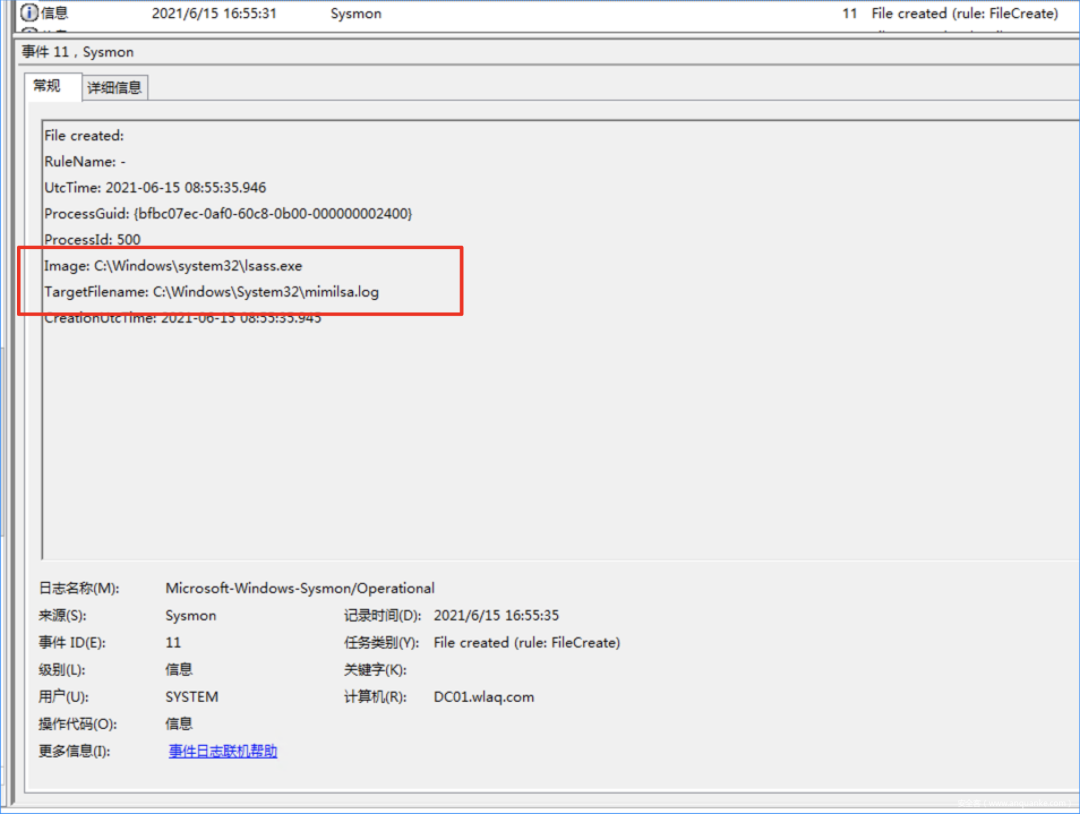 信息 2021/6/15 16:55:31 Sysmon 11 File created (rule: FileCreate)
事件 11，Sysmon
常规 详细信息
File created:
RuleName: -
UtcTime: 2021-06-15 08:55:35.946
ProcessGuid: {bfbc07ec-0af0-60c8-0b00-000000002400}
ProcessId: 500
Image: C:\Windows\system32\lsass.exe
TargetFilename: C:\Windows\System32\mimilsa.log
CreationUtcTime: 2021-06-15 08:55:35.945
日志名称(M): Microsoft-Windows-Sysmon/Operational
来源(S): Sysmon 记录时间(D): 2021/6/15 16:55:35
事件 ID(E): 11 任务类别(Y): File created (rule: FileCreate)
级别(L): 信息 关键字(K):
用户(U): SYSTEM 计算机(R): DC01.wlaq.com
操作代码(O): 信息
更多信息(I): 事件日志联机帮助